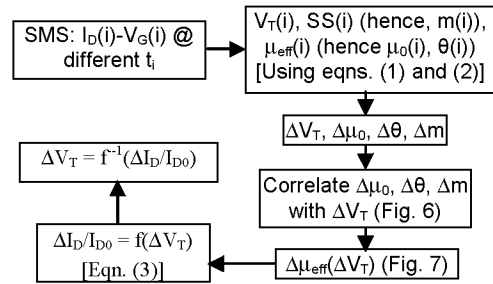 SMS: I_D(i)-V_G(i) @
different t_i
V_T(i), SS(i) (hence, m(i)),
μ_eff(i) (hence μ_0(i), θ(i))
[Using eqns. (1) and (2)]
ΔV_T, Δμ_0, Δθ, Δm
Correlate Δμ_0, Δθ, Δm
with ΔV_T (Fig. 6)
Δμ_eff(ΔV_T) (Fig. 7)
ΔI_D/I_D0 = f(ΔV_T)
[Eqn. (3)]
ΔV_T = f^-1(ΔI_D/I_D0)